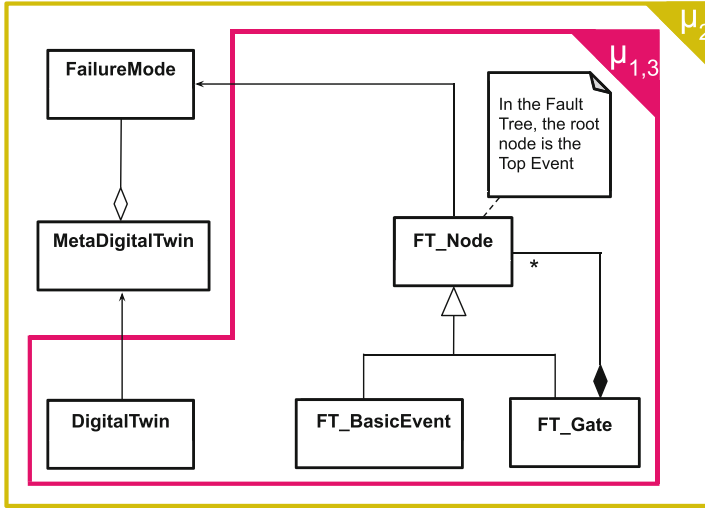 μ2
μ1,3
FailureMode
In the Fault
Tree, the root
node is the
Top Event
MetaDigitalTwin
FT_Node
*
DigitalTwin
FT_BasicEvent
FT_Gate